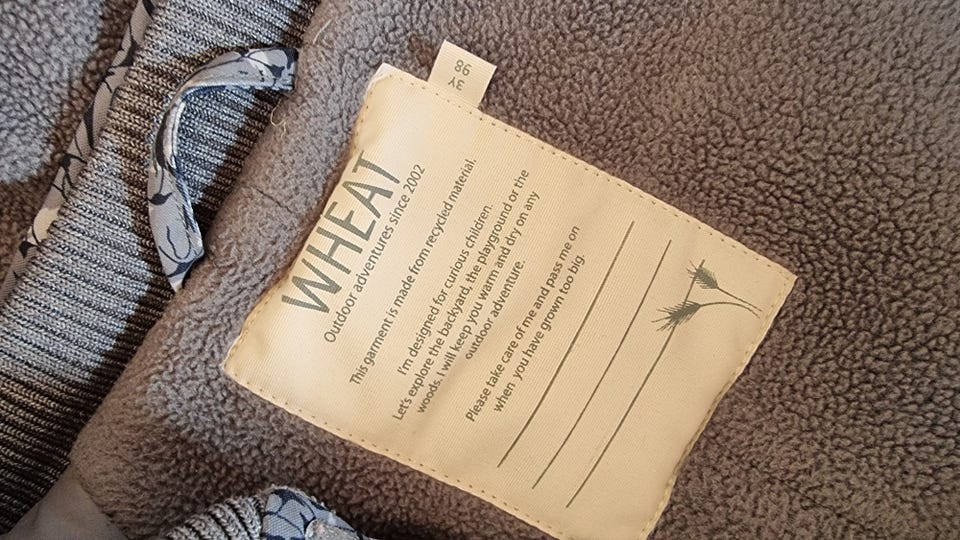 3Y
98
WHEAT
Outdoor adventures since 2002
This garment is made from recycled material.
I'm designed for curious children.
Let's explore the backyard, the playground or the
woods. I will keep you warm and dry on any
outdoor adventure.
Please take care of me and pass me on
when you have grown too big.